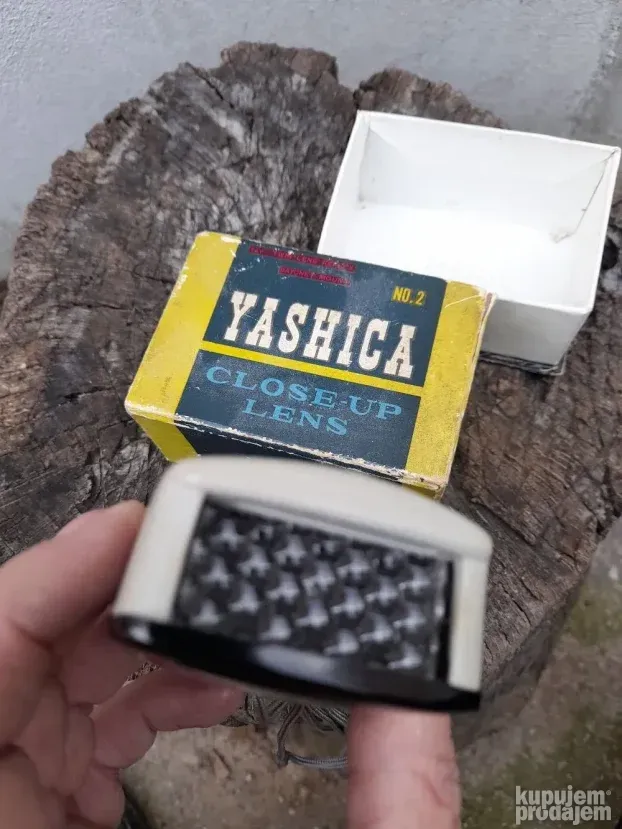 NO.2
YASHICA
CLOSE-UP
LENS
kupujem
prodajem